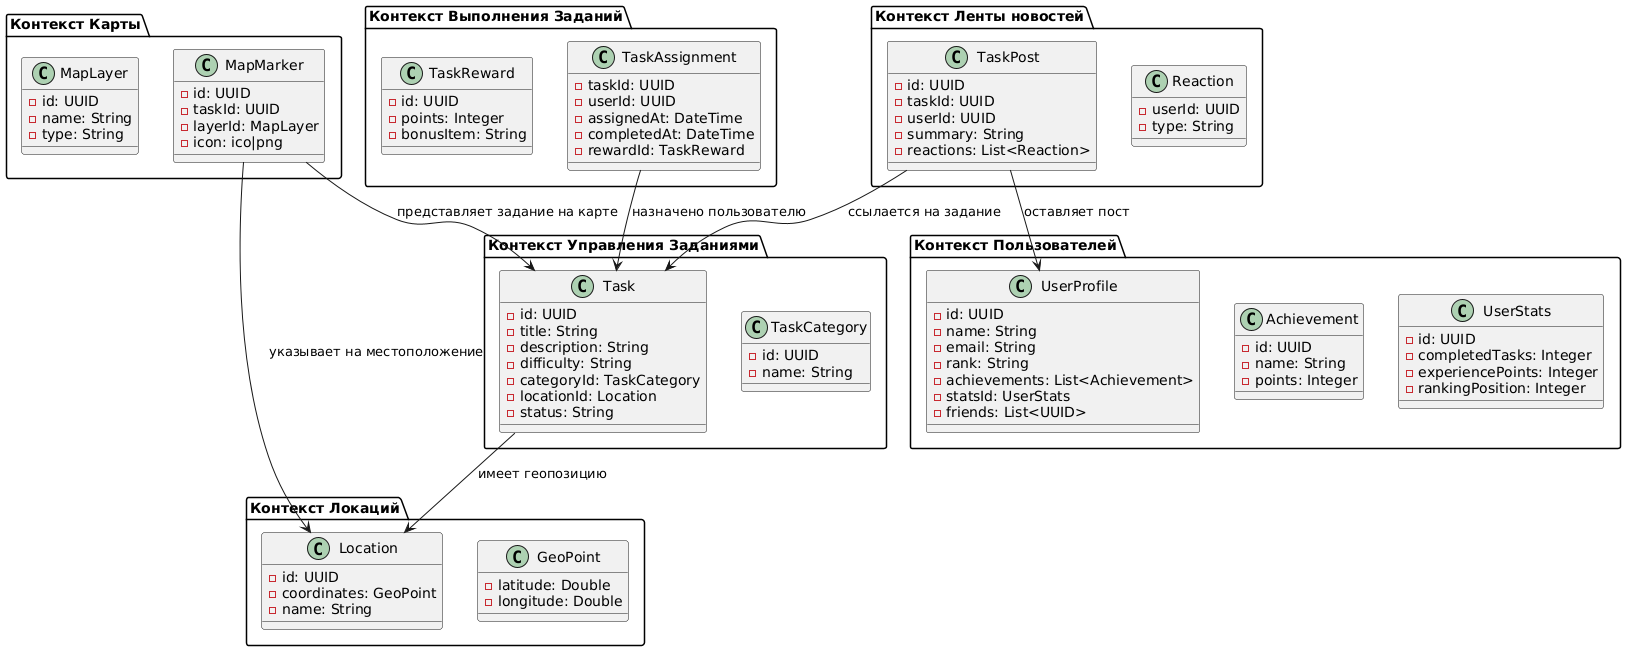 Контекст Карты
C MapLayer
id: UUID
name: String
type: String
C MapMarker
id: UUID
taskId: UUID
layerId: MapLayer
icon: ico|png
Контекст Выполнения Заданий
C TaskReward
id: UUID
points: Integer
bonusItem: String
C TaskAssignment
taskId: UUID
userId: UUID
assignedAt: DateTime
completedAt: DateTime
rewardId: TaskReward
Контекст Ленты новостей
C TaskPost
id: UUID
taskId: UUID
userId: UUID
summary: String
reactions: List<Reaction>
C Reaction
userId: UUID
type: String
представляет задание на карте
назначено пользователю
ссылается на задание
оставляет пост
Контекст Управления Заданиями
C Task
id: UUID
title: String
description: String
difficulty: String
categoryId: TaskCategory
locationId: Location
status: String
C TaskCategory
id: UUID
name: String
Контекст Пользователей
C UserProfile
id: UUID
name: String
email: String
rank: String
achievements: List<Achievement>
statsId: UserStats
friends: List<UUID>
C Achievement
id: UUID
name: String
points: Integer
C UserStats
id: UUID
completedTasks: Integer
experiencePoints: Integer
rankingPosition: Integer
указывает на местоположение
имеет геопозицию
Контекст Локаций
C Location
id: UUID
coordinates: GeoPoint
name: String
C GeoPoint
latitude: Double
longitude: Double